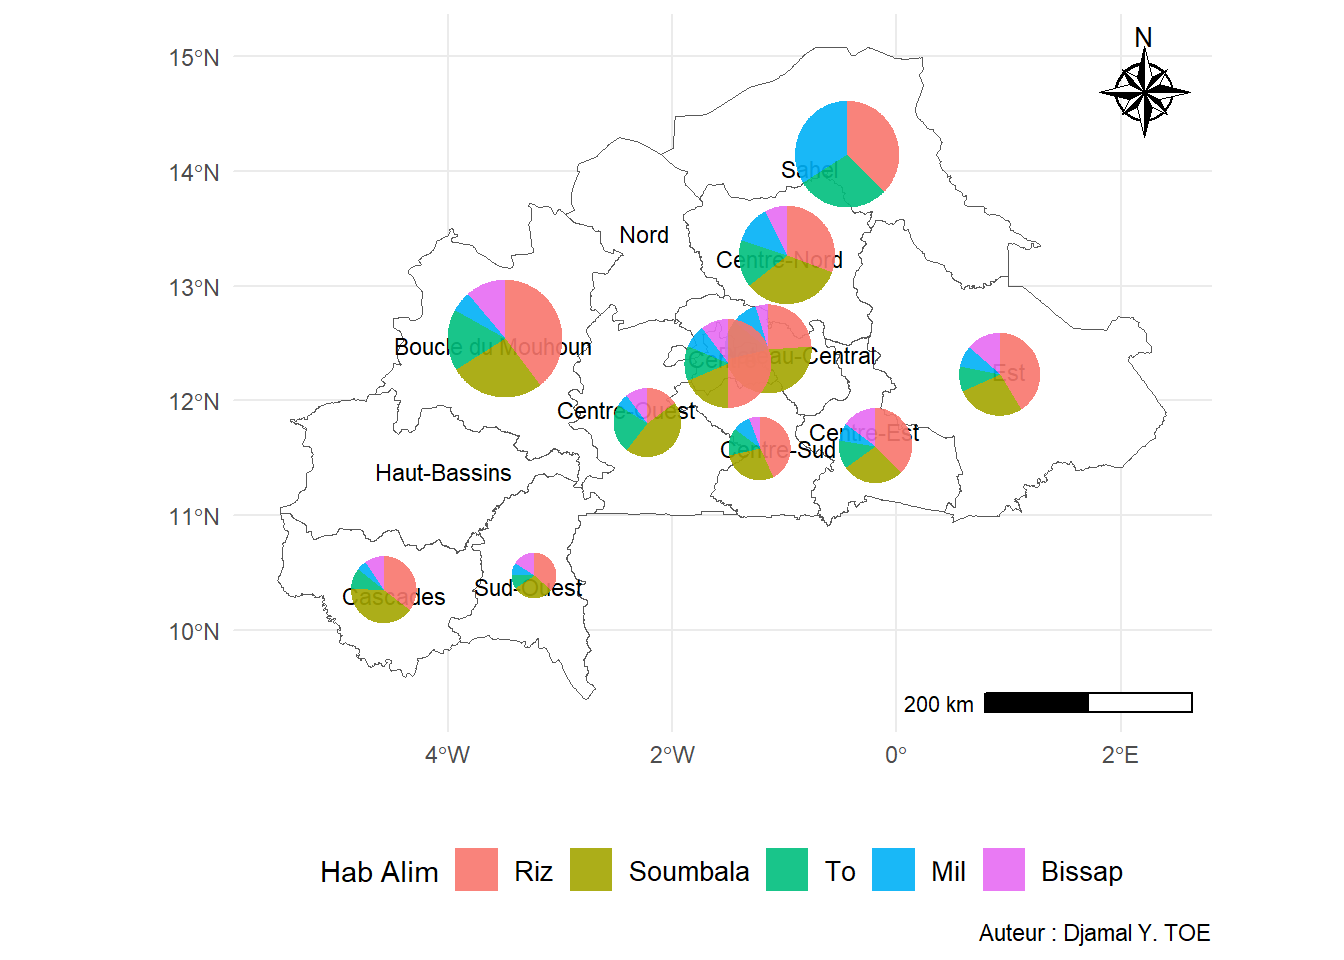 N
15°N
14°N
13°N
12°N
11°N
10°N
Sahel
Nord
Centre-Nord
Boucle du Mouhoun
Est
Centre-Ouest
Centre-Est
Centre-Sud
Haut-Bassins
Sud-Ouest
Cascades
200 km
4°W 2°W 0° 2°E
Hab Alim Riz Soumbala To Mil Bissap
Auteur : Djamal Y. TOE